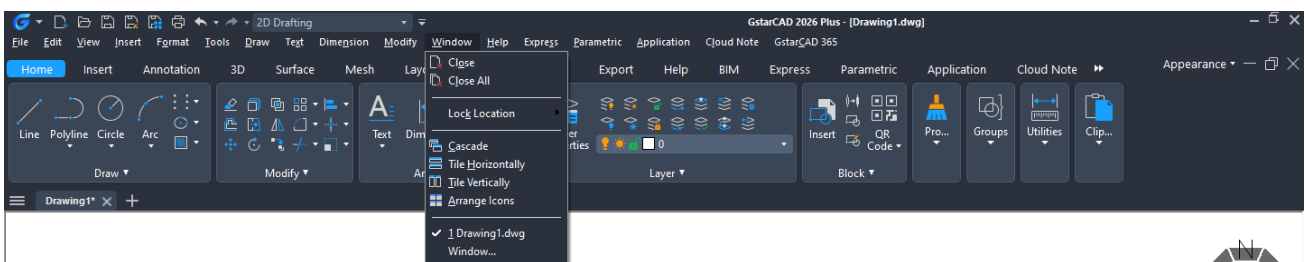 2D Drafting GstarCAD 2026 Plus - [Drawing1.dwg]
File Edit View Insert Format Tools Draw Text Dimension Modify Window Help Express Parametric Application Cloud Note GstarCAD 365
Home Insert Annotation 3D Surface Mesh Export Help BIM Express Parametric Application Cloud Note Appearance
Close
Close All
Lock Location
Cascade
Tile Horizontally
Tile Vertically
Arrange Icons
1 Drawing1.dwg
Window...
Line Polyline Circle Arc
Draw
Modify
A
Text
0
Layer
Insert
QR
Code
Block
Pro...
Groups
Utilities
Clip...
Drawing1*
N